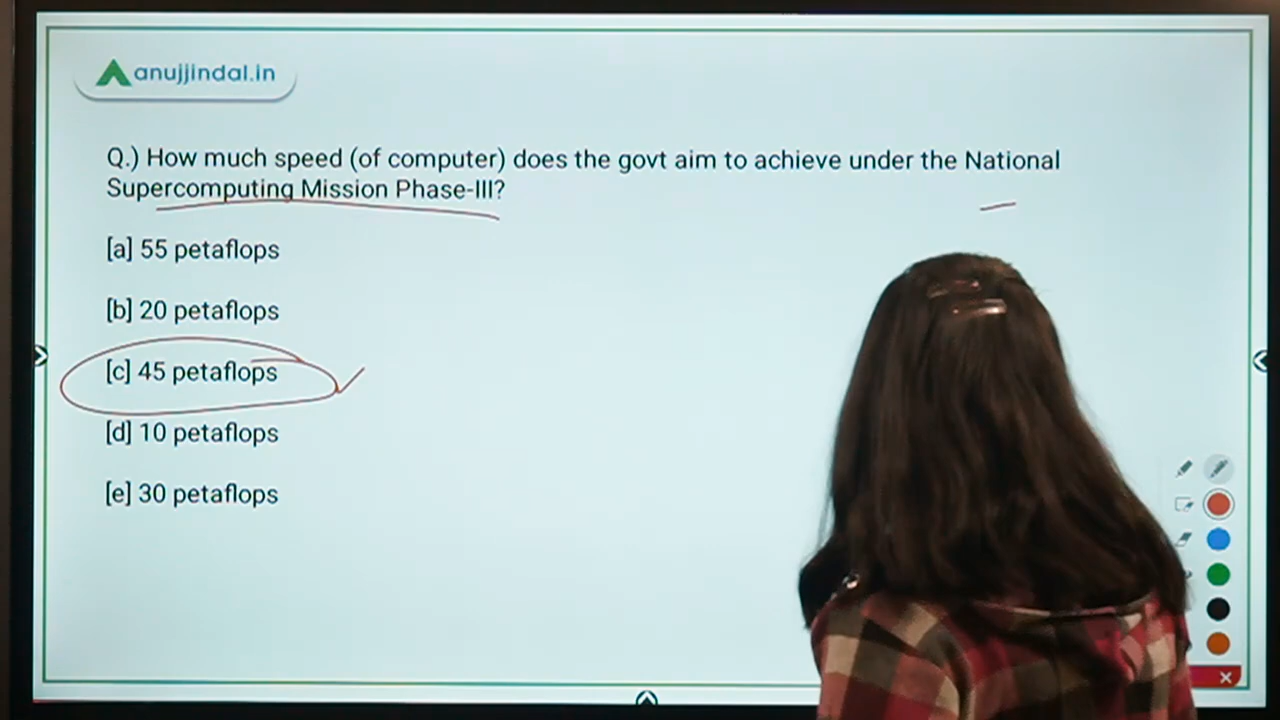 anujjindal.in
Q.) How much speed (of computer) does the govt aim to achieve under the National
Supercomputing Mission Phase-III?
[a] 55 petaflops
[b] 20 petaflops
[c] 45 petaflops
[d] 10 petaflops
[e] 30 petaflops